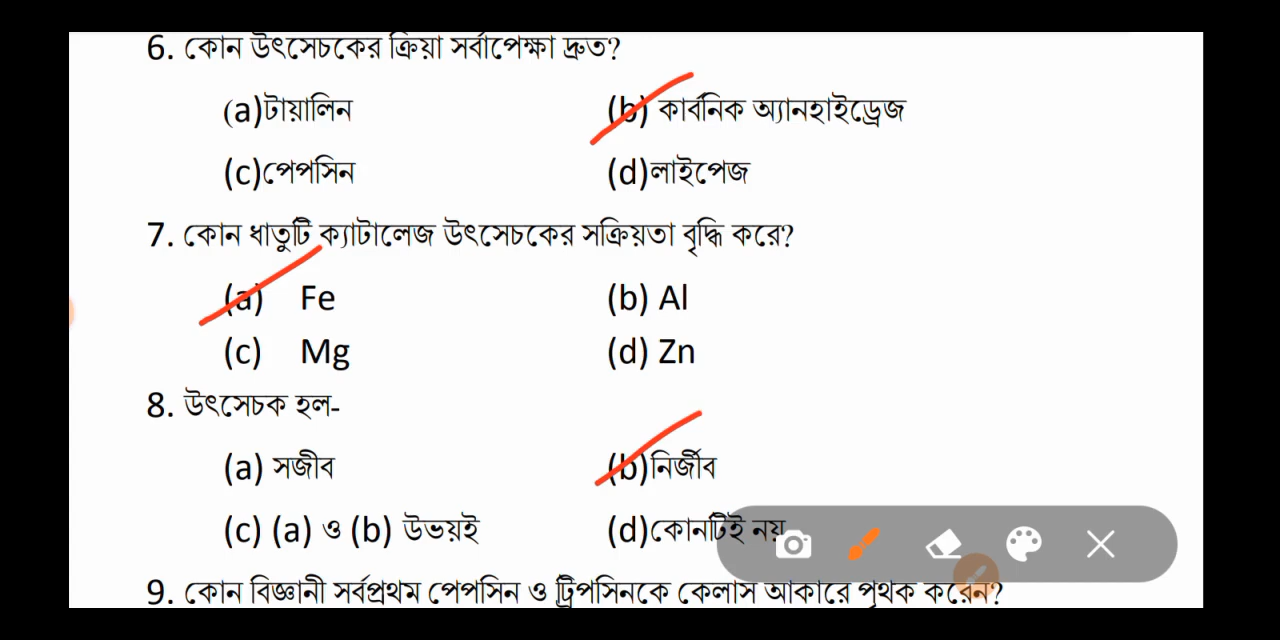 6. কোন উৎসেচকের ক্রিয়া সর্বাপেক্ষা দ্রুত?
(a)টায়ালিন (b) কার্বনিক অ্যানহাইড্রেজ
(c)পেপসিন (d)লাইপেজ
7. কোন ধাতুটি ক্যাটালেজ উৎসেচকের সক্রিয়তা বৃদ্ধি করে?
(a) Fe (b) Al
(c) Mg (d) Zn
8. উৎসেচক হল-
(a) সজীব (b)নির্জীব
(c) (a) ও (b) উভয়ই (d)কোনটিই নয়
9. কোন বিজ্ঞানী সর্বপ্রথম পেপসিন ও ট্রিপসিনকে কেলাস আকারে পৃথক করেন?